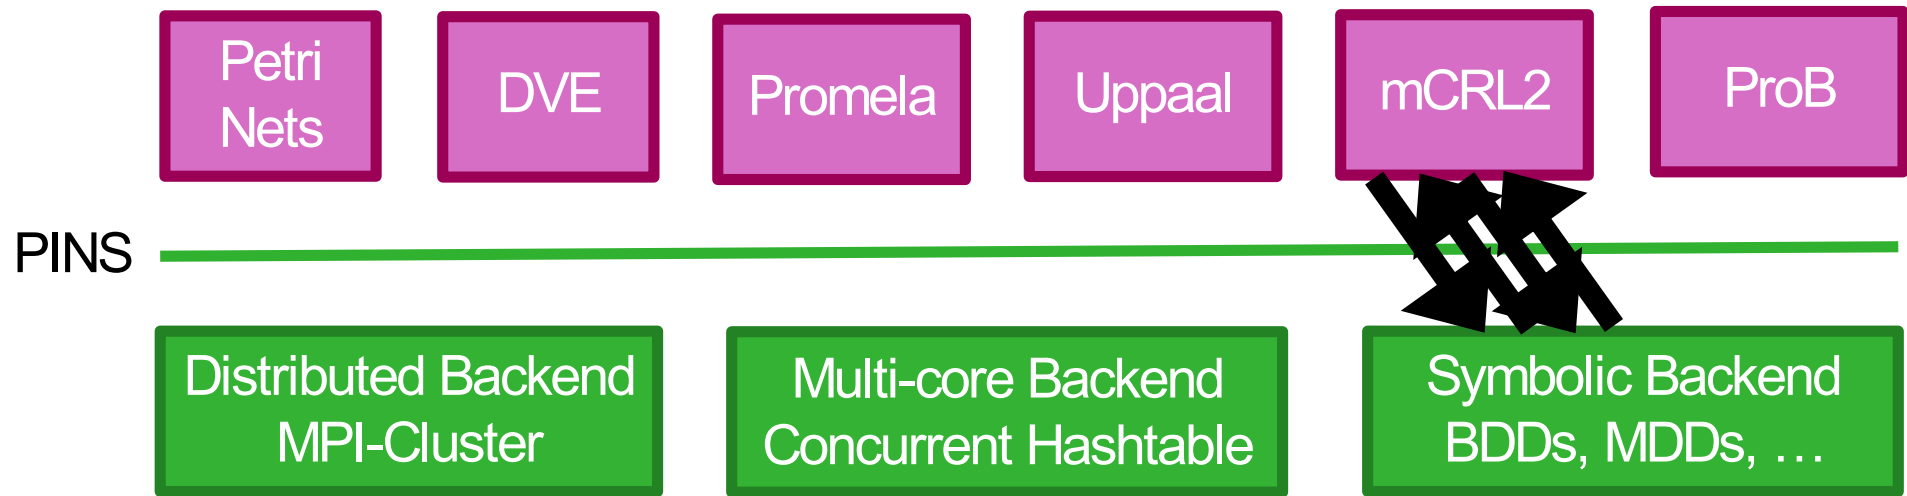 Petri
Nets
DVE
Promela
Uppaal
mCRL2
ProB
PINS
Distributed Backend
MPI-Cluster
Multi-core Backend
Concurrent Hashtable
Symbolic Backend
BDDs, MDDs, …